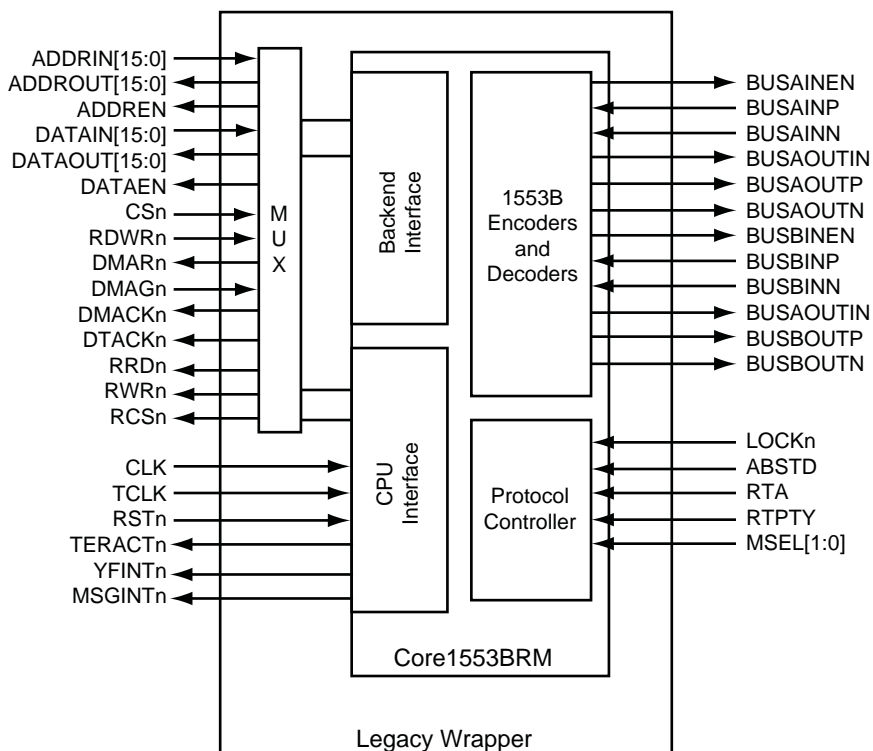 ADDRIN[15:0]
ADDROUT[15:0]
ADDREN
DATAIN[15:0]
DATAOUT[15:0]
DATAEN
CSn
RDWRn
DMARn
DMAGn
DMACKn
DTACKn
RRDn
RWRn
RCSn
CLK
TCLK
RSTn
TERACTn
YFINTn
MSGINTn
M
U
X
Backend
Interface
CPU
Interface
1553B
Encoders
and
Decoders
Protocol
Controller
Core1553BRM
Legacy Wrapper
BUSAINEN
BUSAINP
BUSAINN
BUSAOUTIN
BUSAOUTP
BUSAOUTN
BUSBINEN
BUSBINP
BUSBINN
BUSAOUTIN
BUSBOUTP
BUSBOUTN
LOCKn
ABSTD
RTA
RTPTY
MSEL[1:0]